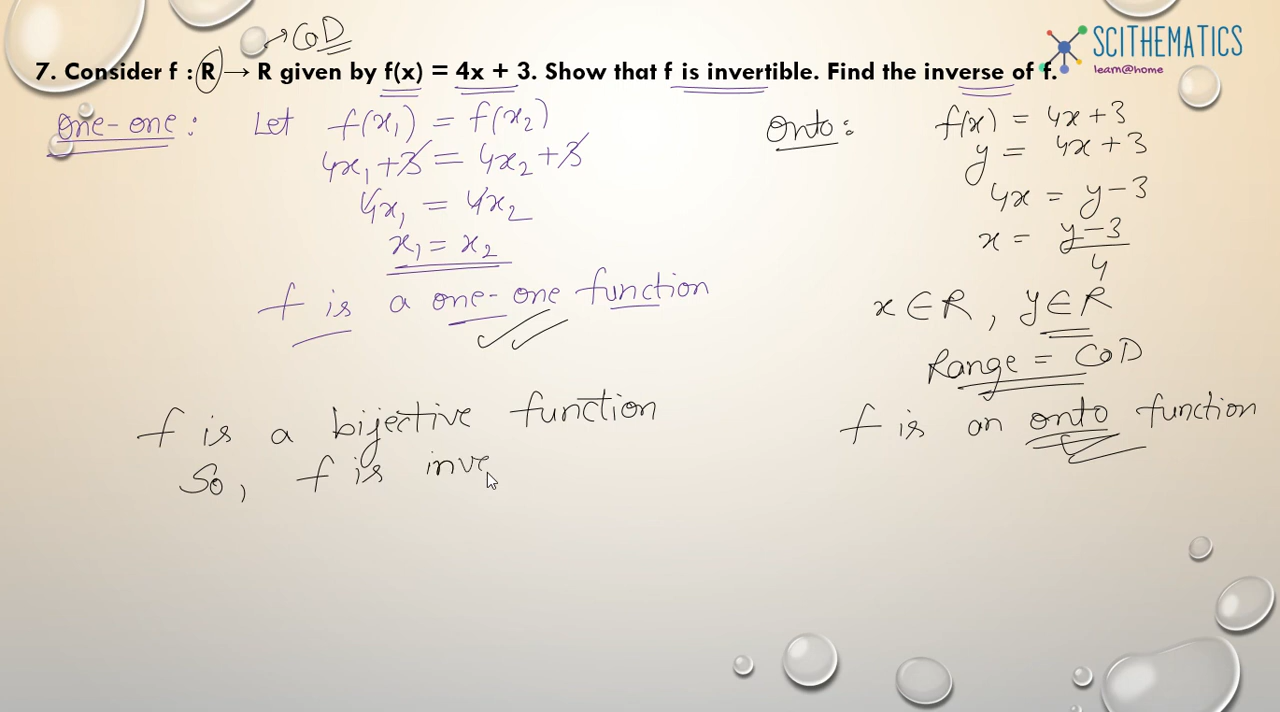 CoD
7. Consider f : R → R given by f(x) = 4x + 3. Show that f is invertible. Find the inverse of f.
SCITHEMATICS
learn@home
One-one: Let f(x₁) = f(x₂)
4x₁ + 3 = 4x₂ + 3
4x₁ = 4x₂
x₁ = x₂
f is a one-one function
Onto: f(x) = 4x + 3
y = 4x + 3
4x = y - 3
x = y - 3 / 4
x ∈ R, y ∈ R
Range = CoD
f is an onto function
f is a bijective function
So, f is inve